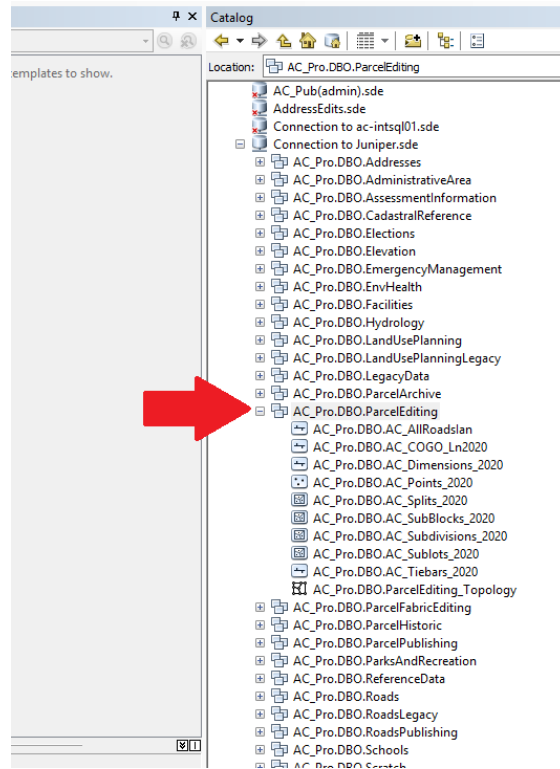 Catalog
emplates to show.
Location: AC_Pro.DBO.ParcelEditing
AC_Pub(admin).sde
AddressEdits.sde
Connection to ac-intsql01.sde
Connection to Juniper.sde
AC_Pro.DBO.Addresses
AC_Pro.DBO.AdministrativeArea
AC_Pro.DBO.AssessmentInformation
AC_Pro.DBO.CadastralReference
AC_Pro.DBO.Elections
AC_Pro.DBO.Elevation
AC_Pro.DBO.EmergencyManagement
AC_Pro.DBO.EnvHealth
AC_Pro.DBO.Facilities
AC_Pro.DBO.Hydrology
AC_Pro.DBO.LandUsePlanning
AC_Pro.DBO.LandUsePlanningLegacy
AC_Pro.DBO.LegacyData
AC_Pro.DBO.ParcelArchive
AC_Pro.DBO.ParcelEditing
AC_Pro.DBO.AC_AllRoadslan
AC_Pro.DBO.AC_COGO_Ln2020
AC_Pro.DBO.AC_Dimensions_2020
AC_Pro.DBO.AC_Points_2020
AC_Pro.DBO.AC_Splits_2020
AC_Pro.DBO.AC_SubBlocks_2020
AC_Pro.DBO.AC_Subdivisions_2020
AC_Pro.DBO.AC_Sublots_2020
AC_Pro.DBO.AC_Tiebars_2020
AC_Pro.DBO.ParcelEditing_Topology
AC_Pro.DBO.ParcelFabricEditing
AC_Pro.DBO.ParcelHistoric
AC_Pro.DBO.ParcelPublishing
AC_Pro.DBO.ParksAndRecreation
AC_Pro.DBO.ReferenceData
AC_Pro.DBO.Roads
AC_Pro.DBO.RoadsLegacy
AC_Pro.DBO.RoadsPublishing
AC_Pro.DBO.Schools
AC_Pro.DBO.Scratch